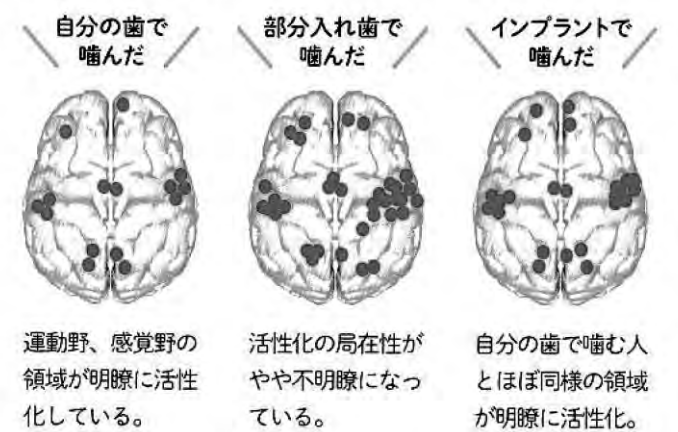 自分の歯で
噛んだ
部分入れ歯で
噛んだ
インプラントで
噛んだ
運動野、感覚野の
領域が明瞭に活性
化している。
活性化の局在性が
やや不明瞭になっ
ている。
自分の歯で噛む人
とほぼ同様の領域
が明瞭に活性化。